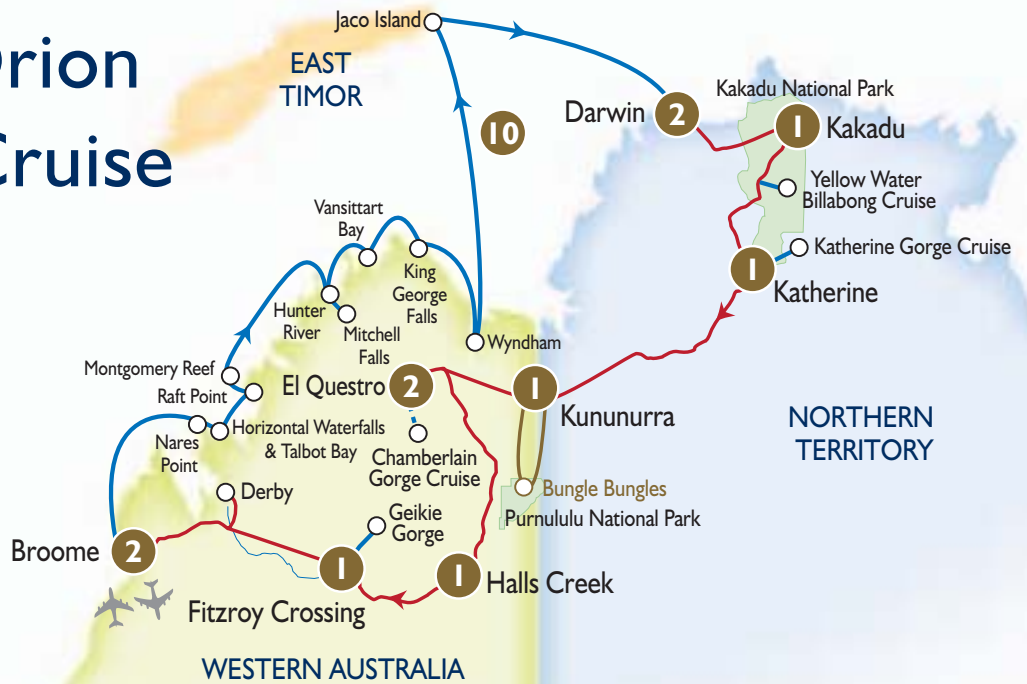 Orion
Cruise
Jaco Island
EAST
TIMOR
10
Darwin
2
Kakadu National Park
1
Kakadu
Yellow Water
Billabong Cruise
Katherine Gorge Cruise
1
Katherine
Vansittart
Bay
King
George
Falls
Hunter
River
Mitchell
Falls
Wyndham
Montgomery Reef
Raft Point
El Questro
2
1
Kununurra
NORTHERN
TERRITORY
Nares
Point
Horizontal Waterfalls
& Talbot Bay
Chamberlain
Gorge Cruise
Bungle Bungles
Purnululu National Park
Derby
Geikie
Gorge
Broome
2
1
Fitzroy Crossing
1
Halls Creek
WESTERN AUSTRALIA